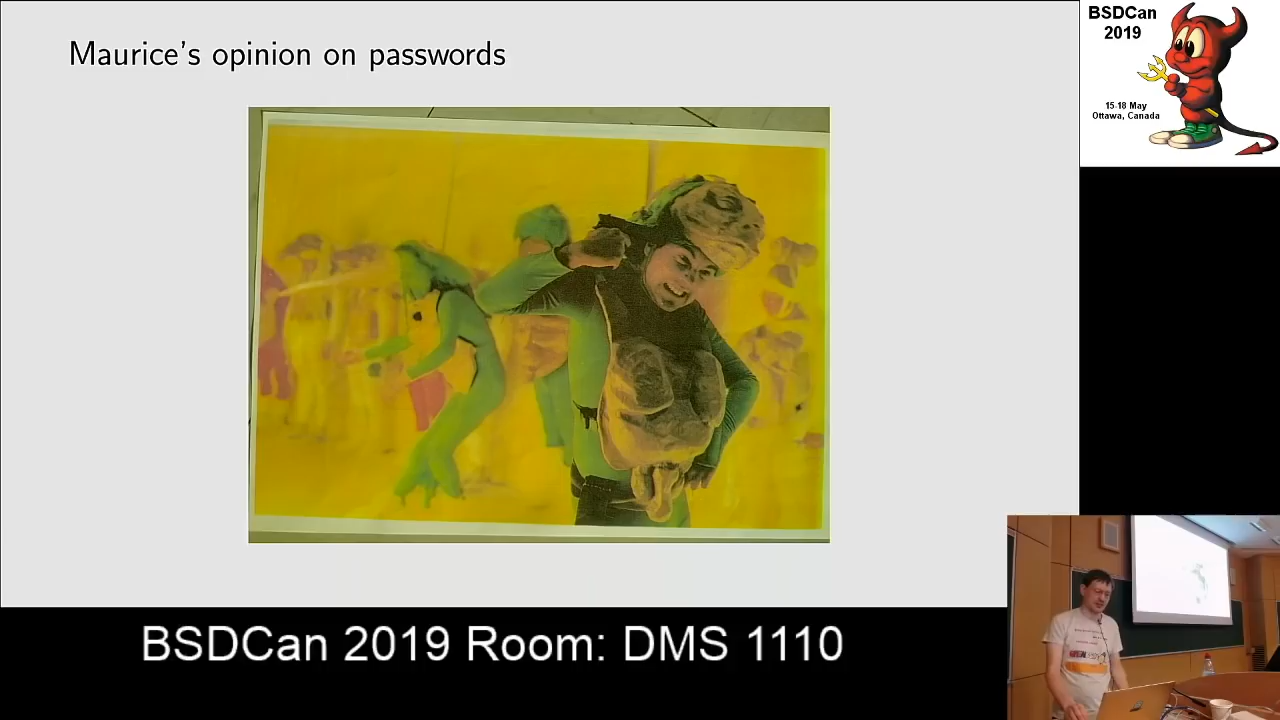 Maurice's opinion on passwords
BSDCan
2019
15-18 May
Ottawa, Canada
BSDCan 2019 Room: DMS 1110